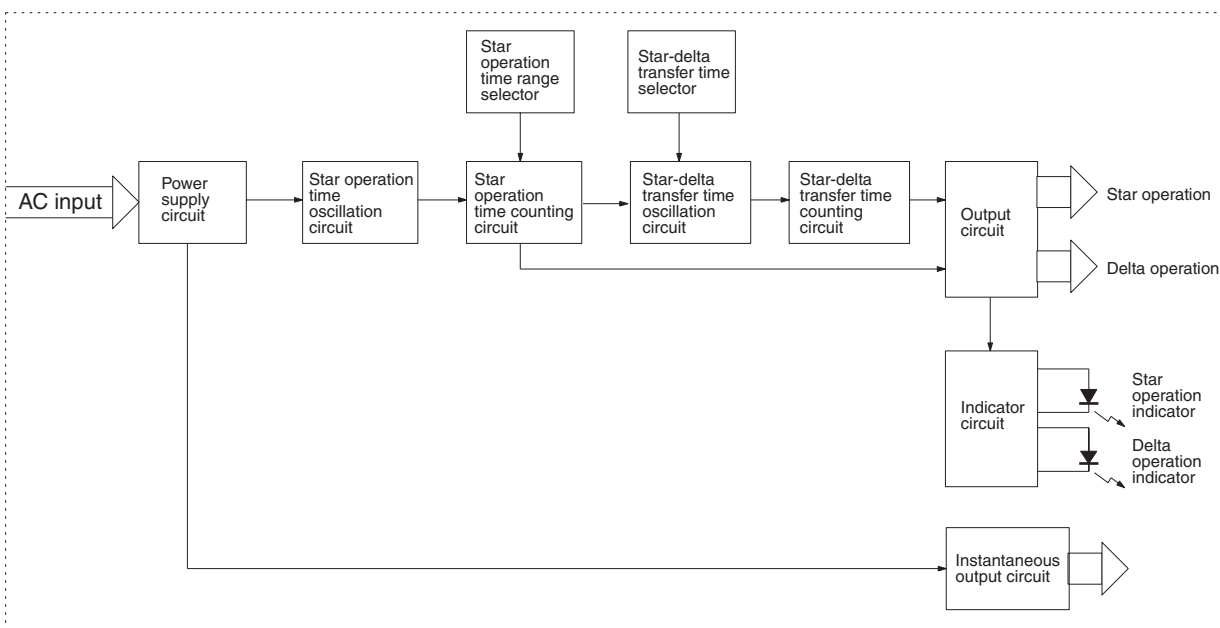 Star
operation
time range
selector
Star-delta
transfer time
selector
AC input
Power
supply
circuit
Star operation
time
oscillation
circuit
Star
operation
time counting
circuit
Star-delta
transfer time
oscillation
circuit
Star-delta
transfer time
counting
circuit
Output
circuit
Star operation
Delta operation
Indicator
circuit
Star
operation
indicator
Delta
operation
indicator
Instantaneous
output circuit